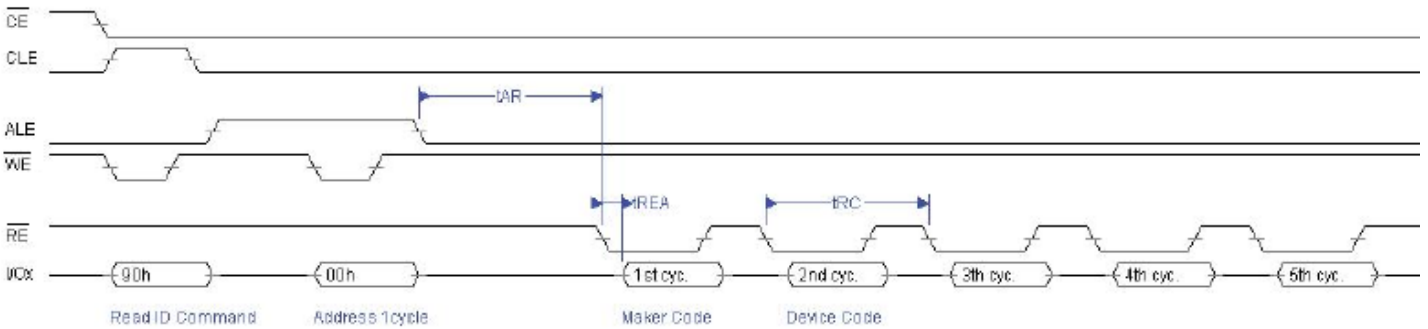 CE
CLE
tAR
ALE
WE
tREA
tRC
RE
I/Ox
90h
00h
1st cyc.
2nd cyc.
3th cyc.
4th cyc.
5th cyc.
Read ID Command
Address 1cycle
Maker Code
Device Code